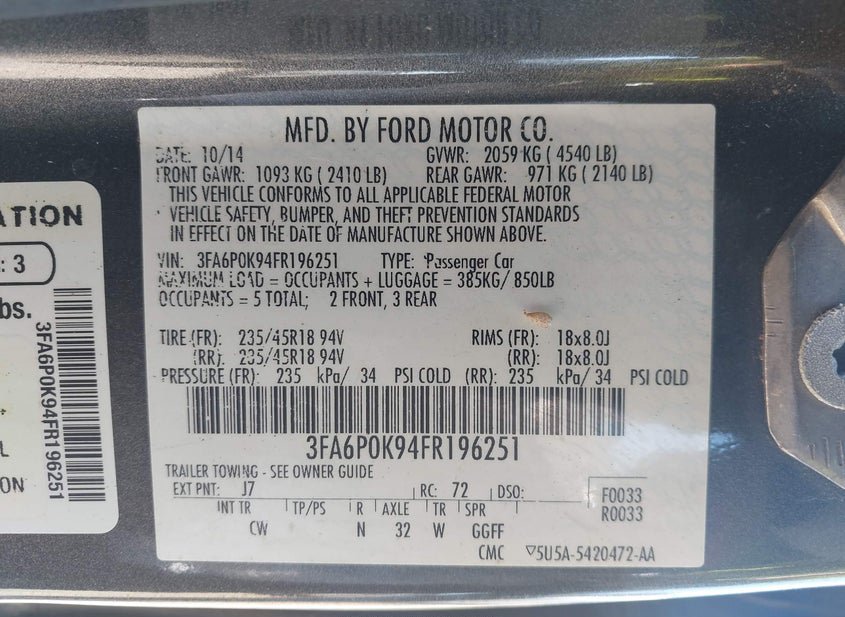 MFD. BY FORD MOTOR CO.
DATE: 10/14 GVWR: 2059 KG ( 4540 LB)
FRONT GAWR: 1093 KG ( 2410 LB) REAR GAWR: 971 KG ( 2140 LB)
THIS VEHICLE CONFORMS TO ALL APPLICABLE FEDERAL MOTOR
VEHICLE SAFETY, BUMPER, AND THEFT PREVENTION STANDARDS
IN EFFECT ON THE DATE OF MANUFACTURE SHOWN ABOVE.
VIN: 3FA6P0K94FR196251 TYPE: Passenger Car
MAXIMUM LOAD = OCCUPANTS + LUGGAGE = 385KG/ 850LB
OCCUPANTS = 5 TOTAL; 2 FRONT, 3 REAR
TIRE (FR): 235/45R18 94V RIMS (FR): 18x8.0J
(RR): 235/45R18 94V (RR): 18x8.0J
PRESSURE (FR): 235 kPa/ 34 PSI COLD (RR): 235 kPa/ 34 PSI COLD
3FA6P0K94FR196251
TRAILER TOWING - SEE OWNER GUIDE
EXT PNT: J7 RC: 72 DSO: F0033
R0033
INT TR TP/PS R AXLE TR SPR
CW N 32 W GGFF
CMC ▽5U5A-5420472-AA
ATION
: 3
bs.
3FA6P0K94FR196251
L
ON